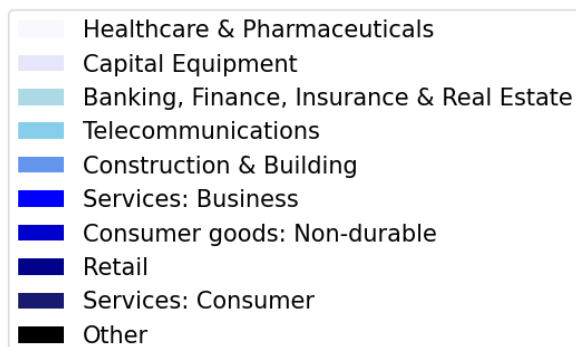 Healthcare & Pharmaceuticals
Capital Equipment
Banking, Finance, Insurance & Real Estate
Telecommunications
Construction & Building
Services: Business
Consumer goods: Non-durable
Retail
Services: Consumer
Other